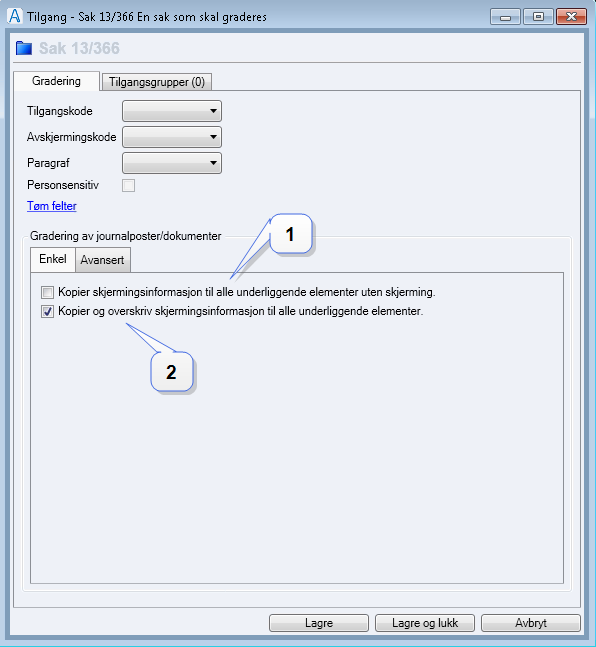 Tilgang - Sak 13/366 En sak som skal graderes
Sak 13/366
Gradering
Tilgangsgrupper (0)
Tilgangskode
Avskjermingskode
Paragraf
Personsensitiv
Tøm felter
Gradering av journalposter/dokumenter
1
Enkel
Avansert
Kopier skjermingsinformasjon til alle underliggende elementer uten skjerming.
Kopier og overskriv skjermingsinformasjon til alle underliggende elementer.
2
Lagre
Lagre og lukk
Avbryt